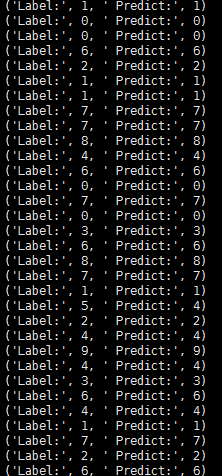 ('Label:', 1, ' Predict:', 1)
('Label:', 0, ' Predict:', 0)
('Label:', 0, ' Predict:', 0)
('Label:', 6, ' Predict:', 6)
('Label:', 2, ' Predict:', 2)
('Label:', 1, ' Predict:', 1)
('Label:', 1, ' Predict:', 1)
('Label:', 7, ' Predict:', 7)
('Label:', 7, ' Predict:', 7)
('Label:', 8, ' Predict:', 8)
('Label:', 4, ' Predict:', 4)
('Label:', 6, ' Predict:', 6)
('Label:', 0, ' Predict:', 0)
('Label:', 7, ' Predict:', 7)
('Label:', 0, ' Predict:', 0)
('Label:', 3, ' Predict:', 3)
('Label:', 6, ' Predict:', 6)
('Label:', 8, ' Predict:', 8)
('Label:', 7, ' Predict:', 7)
('Label:', 1, ' Predict:', 1)
('Label:', 5, ' Predict:', 4)
('Label:', 2, ' Predict:', 2)
('Label:', 4, ' Predict:', 4)
('Label:', 9, ' Predict:', 9)
('Label:', 4, ' Predict:', 4)
('Label:', 3, ' Predict:', 3)
('Label:', 6, ' Predict:', 6)
('Label:', 4, ' Predict:', 4)
('Label:', 1, ' Predict:', 1)
('Label:', 7, ' Predict:', 7)
('Label:', 2, ' Predict:', 2)
('Label:', 6, ' Predict:', 6)